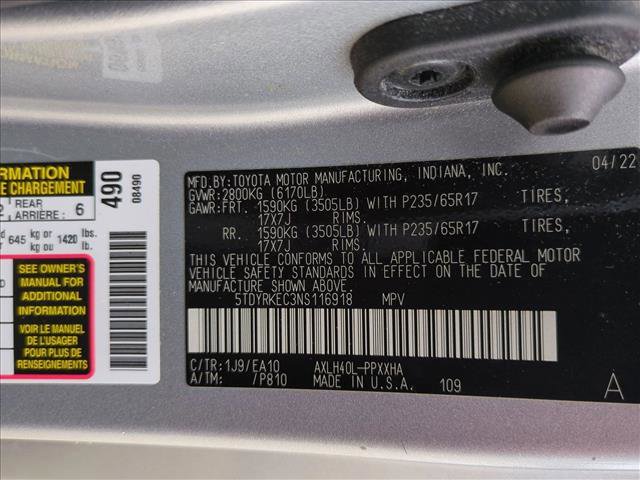 RMATION
E CHARGEMENT
2 REAR ARRIÈRE: 6
645 kg or kg ou 1420 lbs. lb.
SEE OWNER'S
MANUAL FOR
ADDITIONAL
INFORMATION
VOIR LE MANUEL
DE L'USAGER
POUR PLUS DE
490
08490
MFD.BY:TOYOTA MOTOR MANUFACTURING, INDIANA, INC. 04/22
GVWR:2800KG (6170LB)
GAWR:FRT. 1590KG (3505LB) WITH P235/65R17 TIRES,
17X7J RIMS.
RR. 1590KG (3505LB) WITH P235/65R17 TIRES,
17X7J RIMS.
THIS VEHICLE CONFORMS TO ALL APPLICABLE FEDERAL MOTOR
VEHICLE SAFETY STANDARDS IN EFFECT ON THE DATE OF
MANUFACTURE SHOWN ABOVE.
5TDYRKEC3NS116918 MPV
C/TR:1J9/EA10 AXLH40L-PPXXHA
A/TM: /P810 MADE IN U.S.A. 109
A